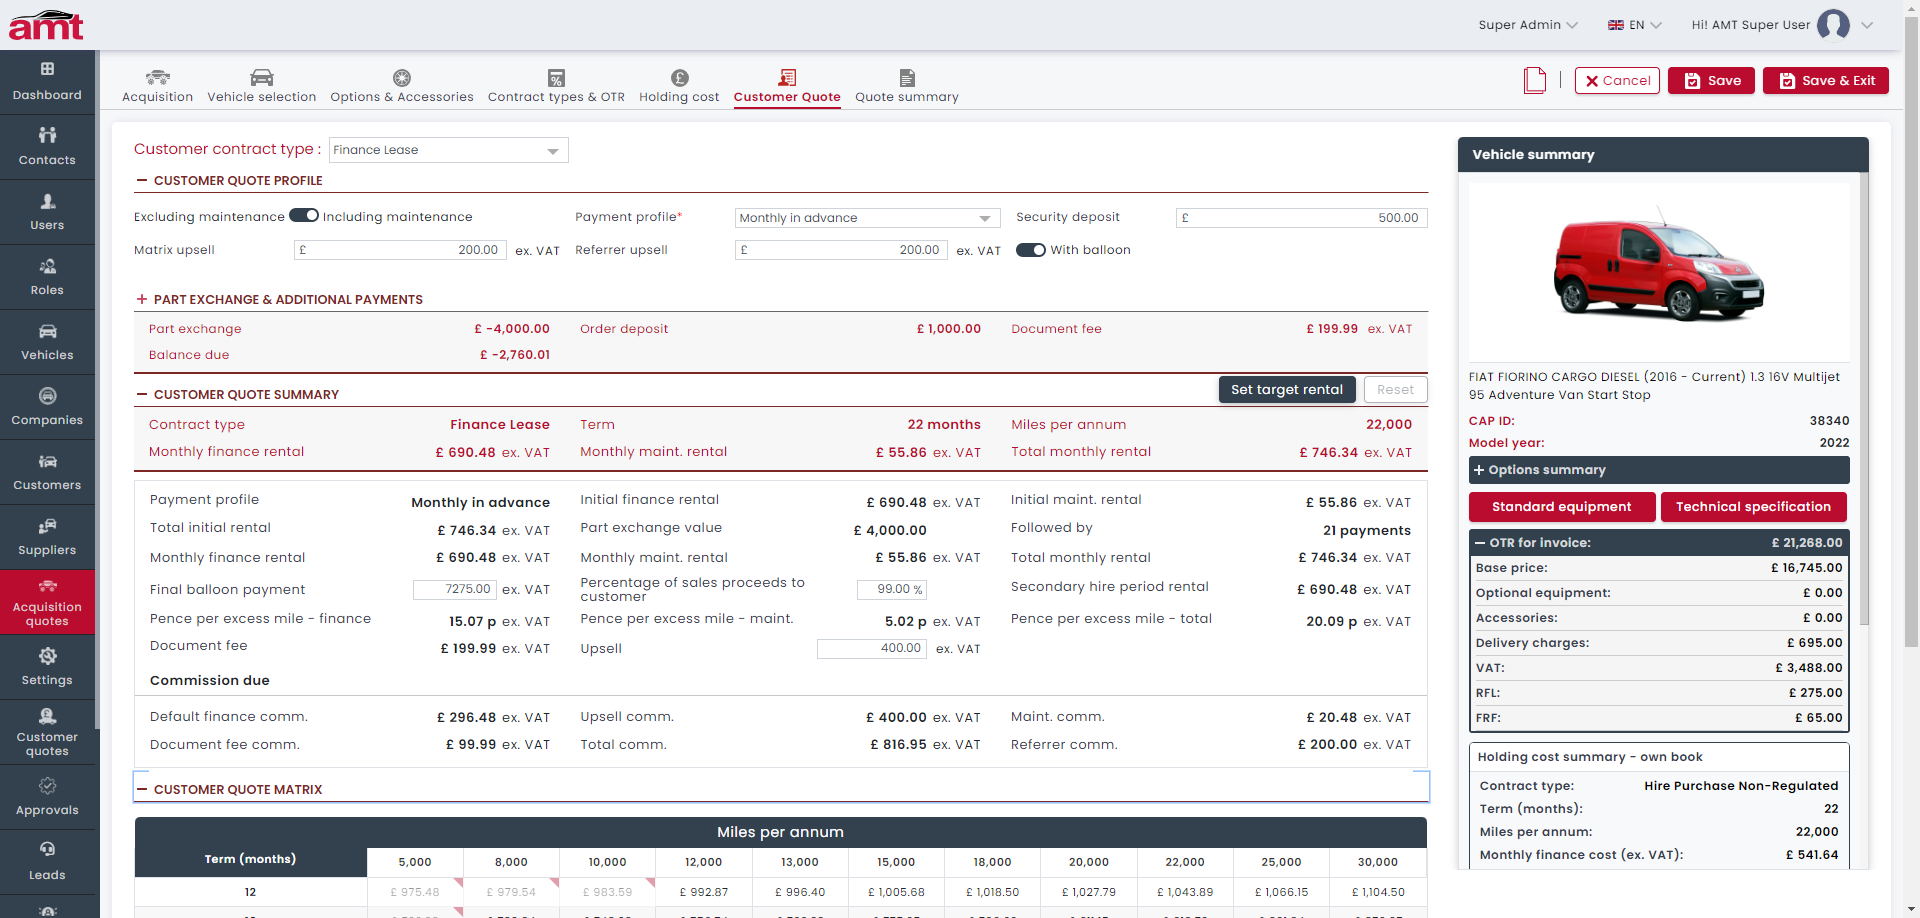 amt
Super Admin
EN
Hi! AMT Super User
Dashboard
Contacts
Users
Roles
Vehicles
Companies
Customers
Suppliers
Acquisition
quotes
Settings
Customer
quotes
Approvals
Leads
Acquisition
Vehicle selection
Options & Accessories
Contract types & OTR
Holding cost
Customer Quote
Quote summary
Cancel
Save
Save & Exit
Customer contract type : Finance Lease
CUSTOMER QUOTE PROFILE
Excluding maintenance Including maintenance Payment profile* Monthly in advance Security deposit £ 500.00
Matrix upsell £ 200.00 ex. VAT Referrer upsell £ 200.00 ex. VAT With balloon
PART EXCHANGE & ADDITIONAL PAYMENTS
Part exchange £ -4,000.00 Order deposit £ 1,000.00 Document fee £ 199.99 ex. VAT
Balance due £ -2,760.01
CUSTOMER QUOTE SUMMARY Set target rental Reset
Contract type Finance Lease Term 22 months Miles per annum 22,000
Monthly finance rental £ 690.48 ex. VAT Monthly maint. rental £ 55.86 ex. VAT Total monthly rental £ 746.34 ex. VAT
Payment profile Monthly in advance Initial finance rental £ 690.48 ex. VAT Initial maint. rental £ 55.86 ex. VAT
Total initial rental £ 746.34 ex. VAT Part exchange value £ 4,000.00 Followed by 21 payments
Monthly finance rental £ 690.48 ex. VAT Monthly maint. rental £ 55.86 ex. VAT Total monthly rental £ 746.34 ex. VAT
Final balloon payment 7275.00 ex. VAT Percentage of sales proceeds to customer 99.00 % Secondary hire period rental £ 690.48 ex. VAT
Pence per excess mile - finance 15.07 p ex. VAT Pence per excess mile - maint. 5.02 p ex. VAT Pence per excess mile - total 20.09 p ex. VAT
Document fee £ 199.99 ex. VAT Upsell 400.00 ex. VAT
Commission due
Default finance comm. £ 296.48 ex. VAT Upsell comm. £ 400.00 ex. VAT Maint. comm. £ 20.48 ex. VAT
Document fee comm. £ 99.99 ex. VAT Total comm. £ 816.95 ex. VAT Referrer comm. £ 200.00 ex. VAT
CUSTOMER QUOTE MATRIX
Miles per annum
Term (months) 5,000 8,000 10,000 12,000 13,000 15,000 18,000 20,000 22,000 25,000 30,000
12 £ 975.48 £ 979.54 £ 983.59 £ 992.87 £ 996.40 £ 1,005.68 £ 1,018.50 £ 1,027.79 £ 1,043.89 £ 1,066.15 £ 1,104.50
Vehicle summary
FIAT FIORINO CARGO DIESEL (2016 - Current) 1.3 16V Multijet
95 Adventure Van Start Stop
CAP ID: 38340
Model year: 2022
Options summary
Standard equipment Technical specification
OTR for invoice: £ 21,268.00
Base price: £ 16,745.00
Optional equipment: £ 0.00
Accessories: £ 0.00
Delivery charges: £ 695.00
VAT: £ 3,488.00
RFL: £ 275.00
FRF: £ 65.00
Holding cost summary - own book
Contract type: Hire Purchase Non-Regulated
Term (months): 22
Miles per annum: 22,000
Monthly finance cost (ex. VAT): £ 541.64